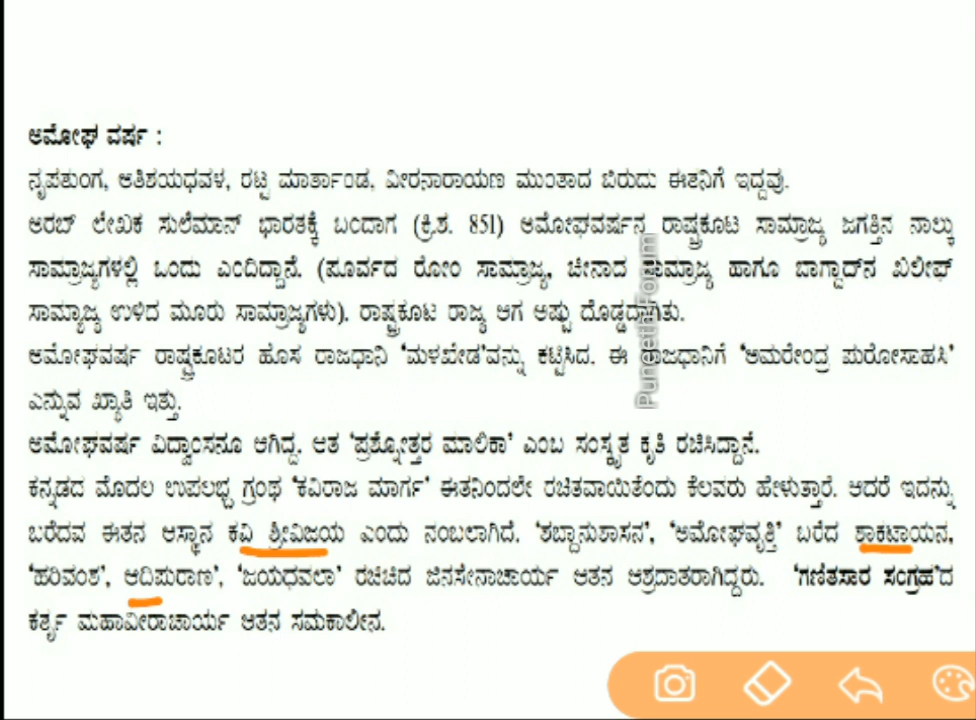 ಅಮೋಘ ವರ್ಷ :
ನೃಪತುಂಗ, ಅತಿಶಯಧವಳ, ರಟ್ಟ ಮಾರ್ತಾಂಡ, ವೀರನಾರಾಯಣ ಮುಂತಾದ ಬಿರುದು ಈತನಿಗೆ ಇದ್ದವು.
ಅರಬ್ ಲೇಖಕ ಸುಲೆಮಾನ್ ಭಾರತಕ್ಕೆ ಬಂದಾಗ (ಕ್ರಿ.ಶ. 851) ಅಮೋಘವರ್ಷನ ರಾಷ್ಟ್ರಕೂಟ ಸಾಮ್ರಾಜ್ಯ ಜಗತ್ತಿನ ನಾಲ್ಕು
ಸಾಮ್ರಾಜ್ಯಗಳಲ್ಲಿ ಒಂದು ಎಂದಿದ್ದಾನೆ. (ಪೂರ್ವದ ರೋಂ ಸಾಮ್ರಾಜ್ಯ, ಚೀನಾದ ಸಾಮ್ರಾಜ್ಯ ಹಾಗೂ ಬಾಗ್ದಾದ್‌ನ ಖಲೀಫ್
ಸಾಮ್ರಾಜ್ಯ ಉಳಿದ ಮೂರು ಸಾಮ್ರಾಜ್ಯಗಳು). ರಾಷ್ಟ್ರಕೂಟ ರಾಜ್ಯ ಆಗ ಅಷ್ಟು ದೊಡ್ಡದಾಗಿತು.
ಅಮೋಘವರ್ಷ ರಾಷ್ಟ್ರಕೂಟರ ಹೊಸ ರಾಜಧಾನಿ 'ಮಳಖೇಡ'ವನ್ನು ಕಟ್ಟಿಸಿದ. ಈ ರಾಜಧಾನಿಗೆ 'ಅಮರೇಂದ್ರ ಪುರೋಸಾಹಸಿ'
ಎನ್ನುವ ಖ್ಯಾತಿ ಇತ್ತು.
ಅಮೋಘವರ್ಷ ವಿದ್ವಾಂಸನೂ ಆಗಿದ್ದ. ಆತ 'ಪ್ರಶ್ನೋತ್ತರ ಮಾಲಿಕಾ' ಎಂಬ ಸಂಸ್ಕೃತ ಕೃತಿ ರಚಿಸಿದ್ದಾನೆ.
ಕನ್ನಡದ ಮೊದಲ ಉಪಲಬ್ಧ ಗ್ರಂಥ 'ಕವಿರಾಜ ಮಾರ್ಗ' ಈತನಿಂದಲೇ ರಚಿತವಾಯಿತೆಂದು ಕೆಲವರು ಹೇಳುತ್ತಾರೆ. ಆದರೆ ಇದನ್ನು
ಬರೆದವ ಈತನ ಆಸ್ಥಾನ ಕವಿ ಶ್ರೀವಿಜಯ ಎಂದು ನಂಬಲಾಗಿದೆ. 'ಶಬ್ದಾನುಶಾಸನ', 'ಅಮೋಘವೃತ್ತಿ' ಬರೆದ ಶಾಕಟಾಯನ,
'ಹರಿವಂಶ', ಆದಿಪುರಾಣ', 'ಜಯಧವಲಾ' ರಚಿಚಿದ ಜಿನಸೇನಾಚಾರ್ಯ ಆತನ ಆಶ್ರದಾತರಾಗಿದ್ದರು. 'ಗಣಿತಸಾರ ಸಂಗ್ರಹ'ದ
ಕರ್ತೃ ಮಹಾವೀರಾಚಾರ್ಯ ಆತನ ಸಮಕಾಲೀನ.